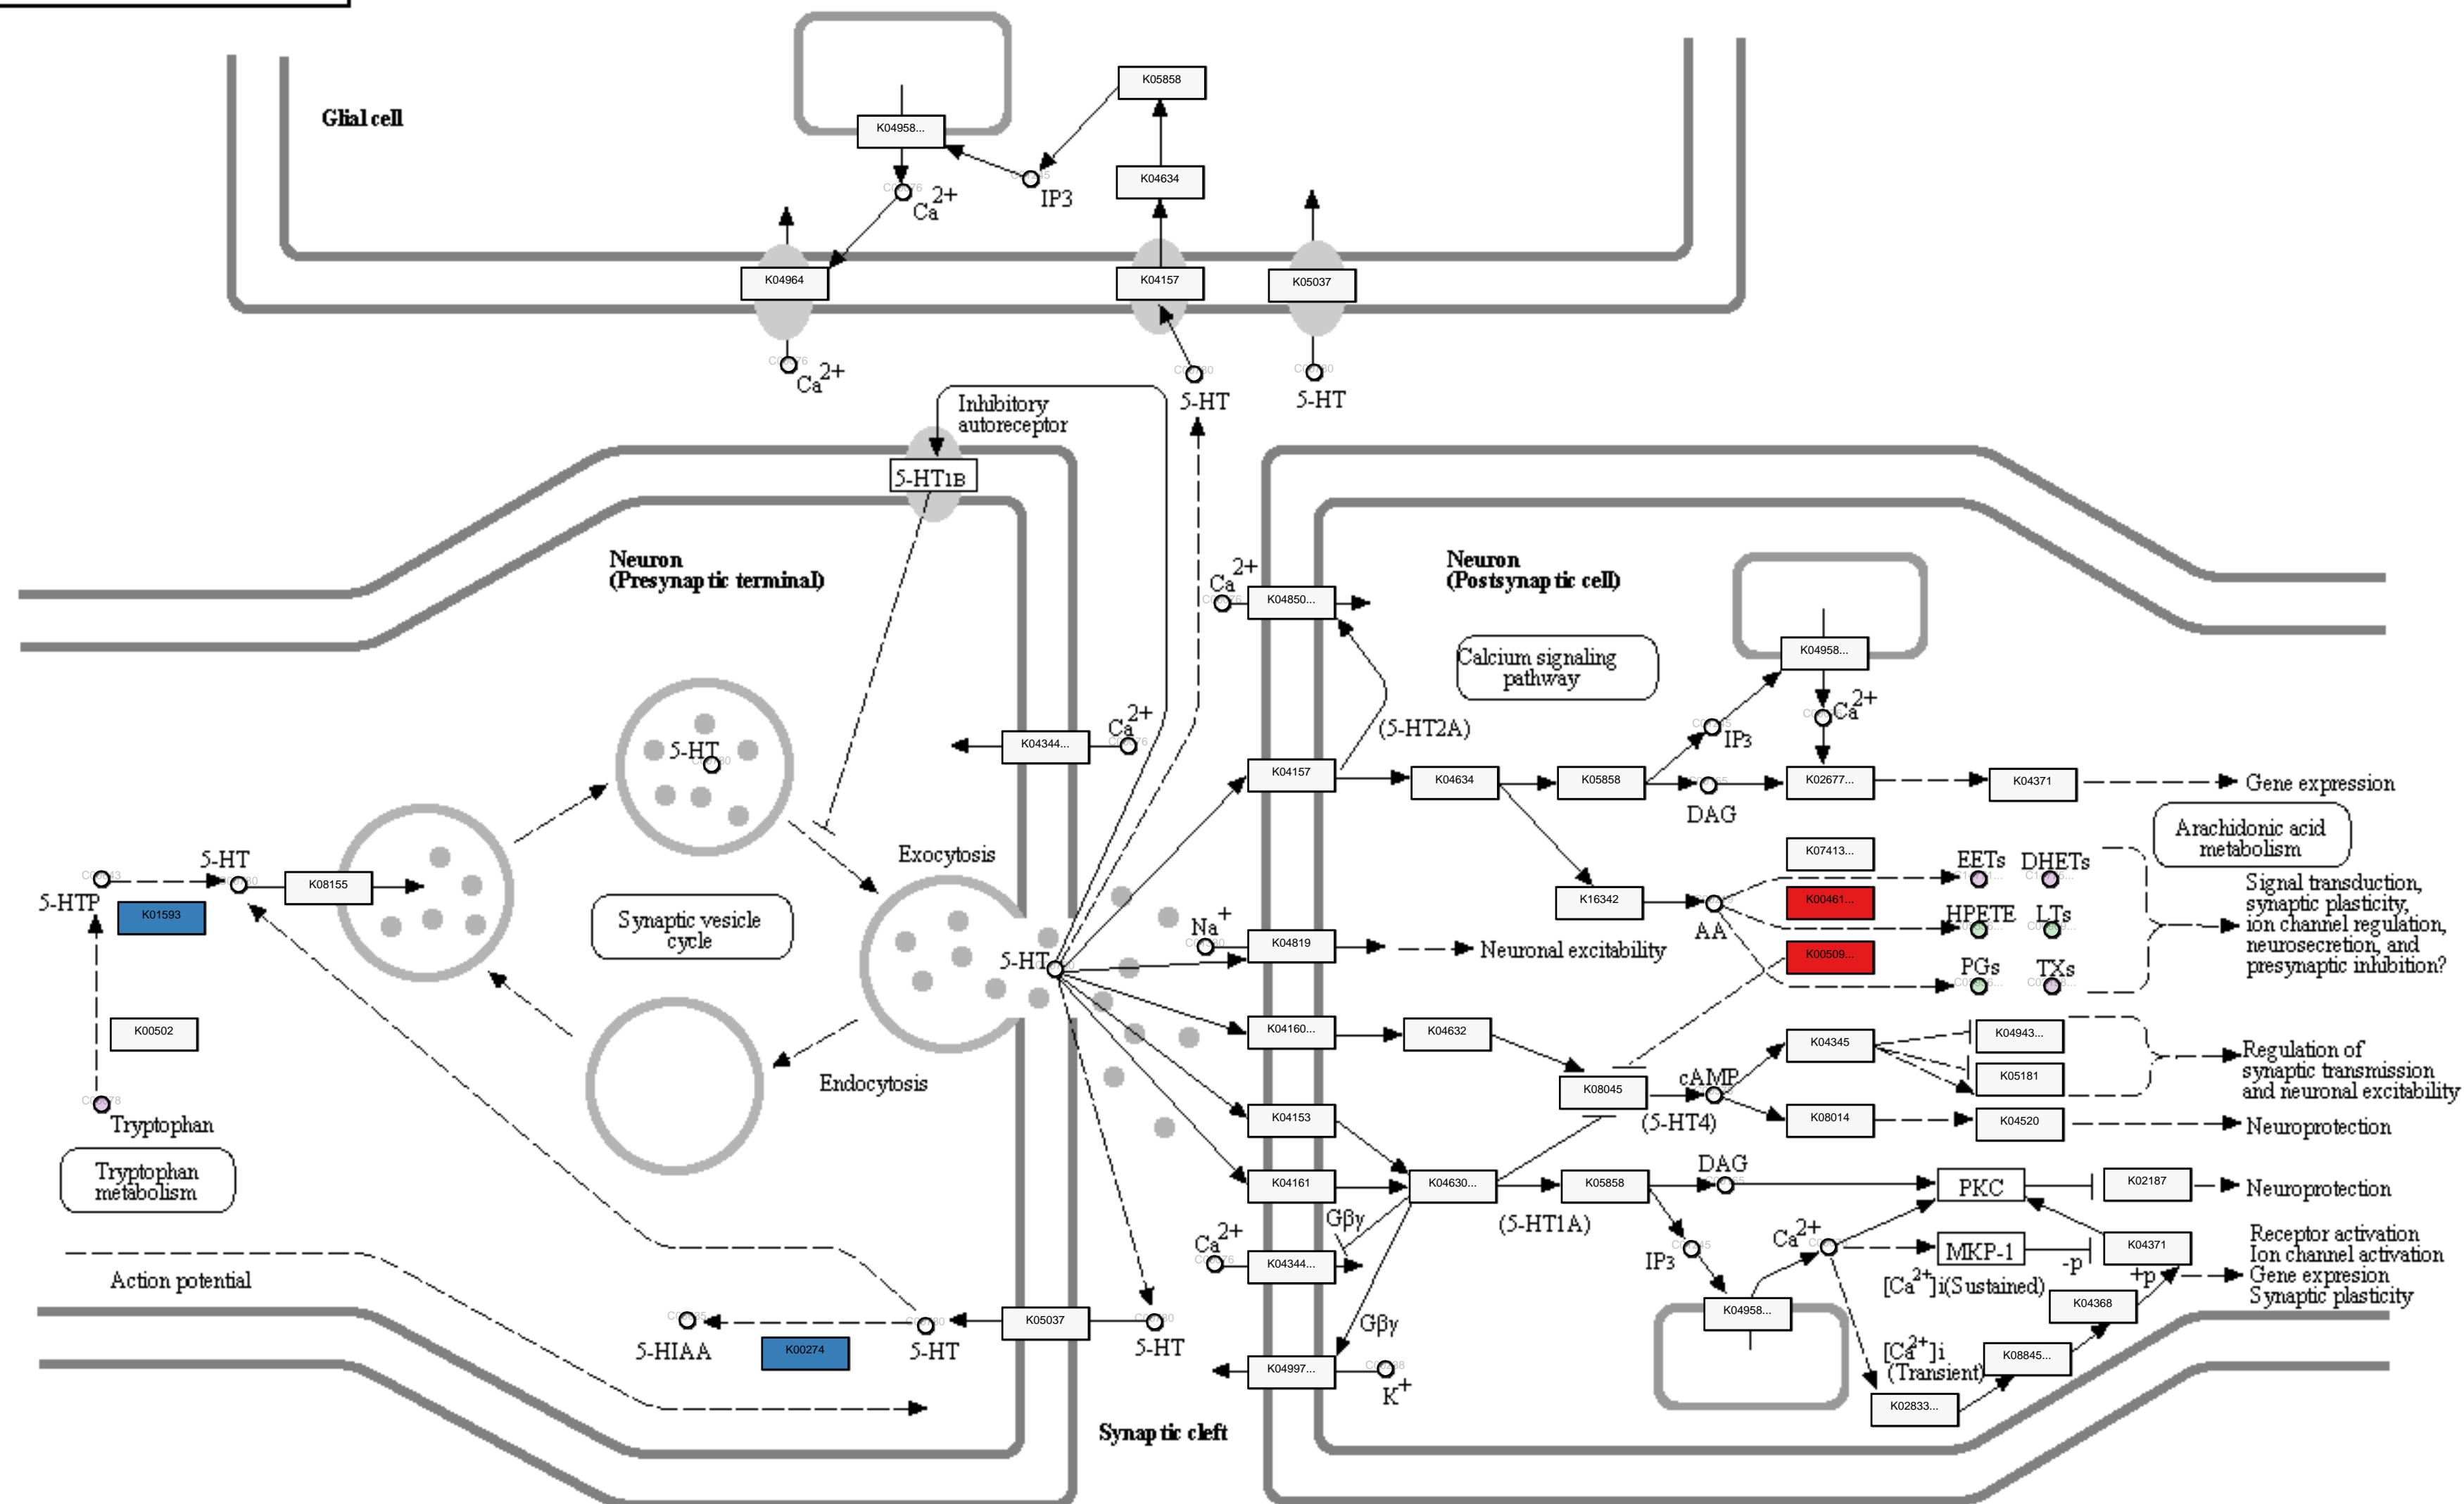 K05858
Glial cell
K04958...
K04634
IP3
Ca2+
K04964
K04157
K05037
Ca2+
5-HT
5-HT
Inhibitory
autoreceptor
5-HT1B
Neuron
(Presynaptic terminal)
Neuron
(Postsynaptic cell)
Ca2+
K04850...
K04958...
Calcium signaling
pathway
Ca2+
(5-HT2A)
IP3
5-HT
K04344...
Ca2+
K04157
K04634
K05858
DAG
K02677...
K04371
Gene expression
Arachidonic acid
metabolism
Exocytosis
K07413...
EETs
DHETs
5-HT
5-HTP
K08155
K01593
K16342
AA
K00461...
HPETE
LTs
Signal transduction,
synaptic plasticity,
ion channel regulation,
neurosecretion, and
presynaptic inhibition?
Synaptic vesicle
cycle
Na+
K04819
Neuronal excitability
K00509...
PGs
TXs
5-HT
K00502
K04160...
K04632
K04345
K04943...
K05181
Regulation of
synaptic transmission
and neuronal excitability
Endocytosis
K08045
cAMP
(5-HT4)
Tryptophan
K04153
K08014
K04520
Neuroprotection
Tryptophan
metabolism
K04161
K04630...
K05858
(5-HT1A)
DAG
PKC
K02187
Neuroprotection
Gβγ
Ca2+
K04344...
IP3
Ca2+
MKP-1
-p
K04371
Receptor activation
Ion channel activation
Gene expresion
Synaptic plasticity
+p
[Ca2+]i(Sustained)
K04368
Action potential
5-HIAA
K00274
5-HT
K05037
5-HT
Gβγ
K04958...
[Ca2+]i
(Transient)
K08845...
K04997...
K+
K02833...
Synaptic cleft